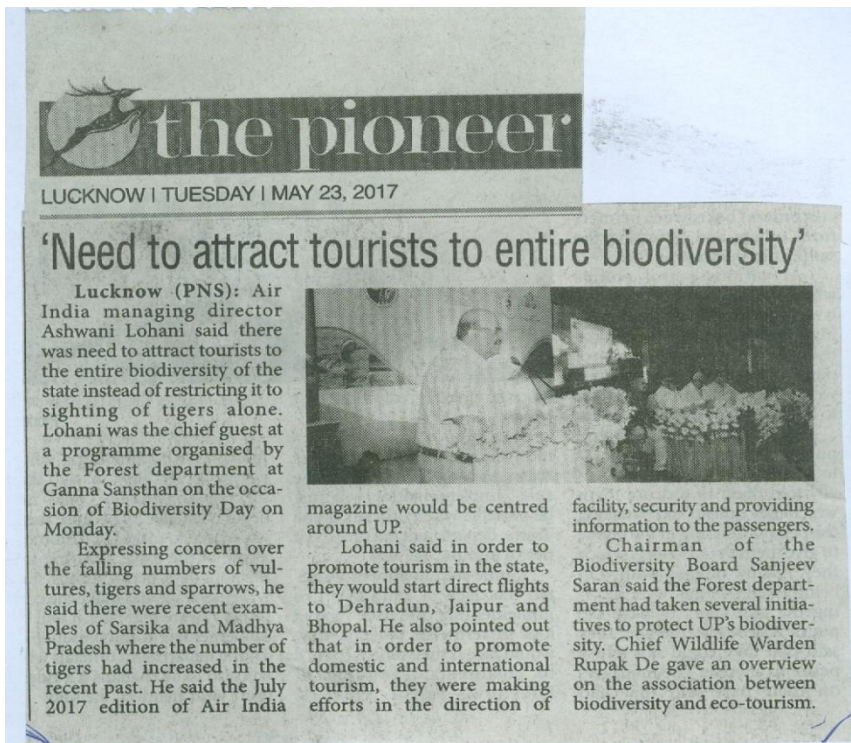 the pioneer
LUCKNOW | TUESDAY | MAY 23, 2017
'Need to attract tourists to entire biodiversity'
Lucknow (PNS): Air
India managing director
Ashwani Lohani said there
was need to attract tourists to
the entire biodiversity of the
state instead of restricting it to
sighting of tigers alone.
Lohani was the chief guest at
a programme organised by
the Forest department at
Ganna Sansthan on the occa-
sion of Biodiversity Day on
Monday.
Expressing concern over
the falling numbers of vul-
tures, tigers and sparrows, he
said there were recent exam-
ples of Sarsika and Madhya
Pradesh where the number of
tigers had increased in the
recent past. He said the July
2017 edition of Air India
magazine would be centred
around UP.
Lohani said in order to
promote tourism in the state,
they would start direct flights
to Dehradun, Jaipur and
Bhopal. He also pointed out
that in order to promote
domestic and international
tourism, they were making
efforts in the direction of
facility, security and providing
information to the passengers.
Chairman of the
Biodiversity Board Sanjeev
Saran said the Forest depart-
ment had taken several initia-
tives to protect UP's biodiver-
sity. Chief Wildlife Warden
Rupak De gave an overview
on the association between
biodiversity and eco-tourism.